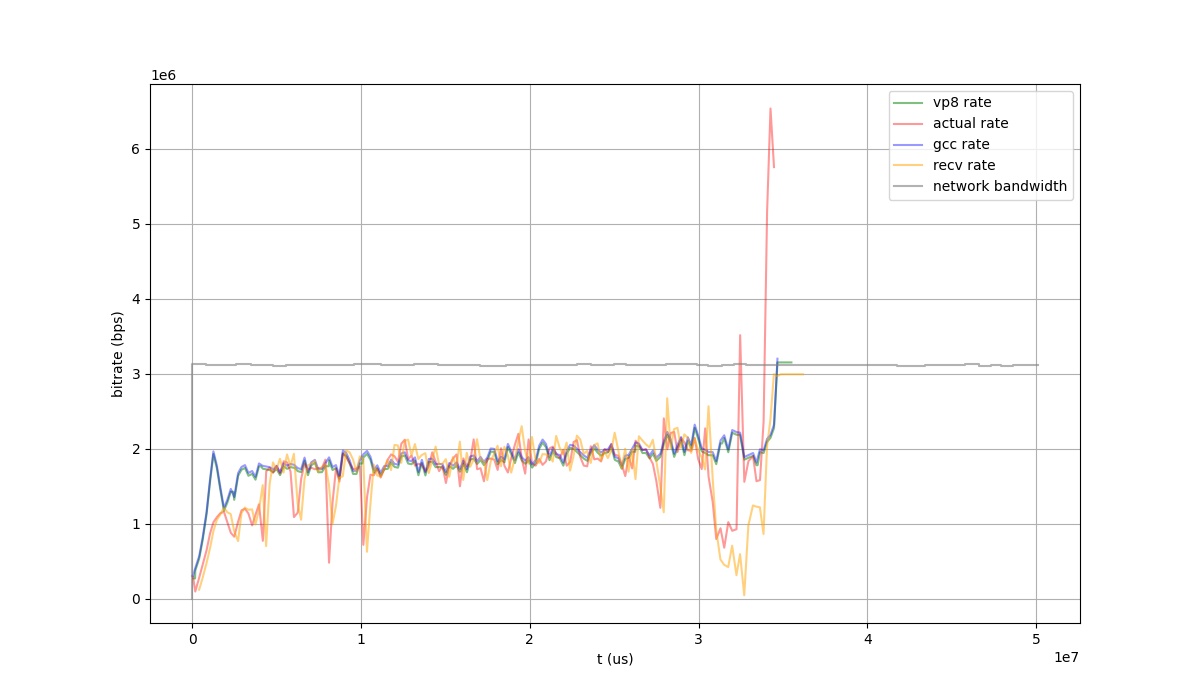 1e6
vp8 rate
actual rate
gcc rate
recv rate
network bandwidth
6
5
4
3
2
1
0
bitrate (bps)
0 1 2 3 4 5
t (us)
1e7